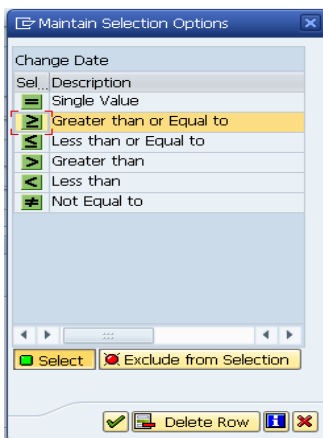 Maintain Selection Options
Change Date
Sel... Description
= Single Value
≥ Greater than or Equal to
≤ Less than or Equal to
> Greater than
< Less than
≠ Not Equal to
Select Exclude from Selection
Delete Row